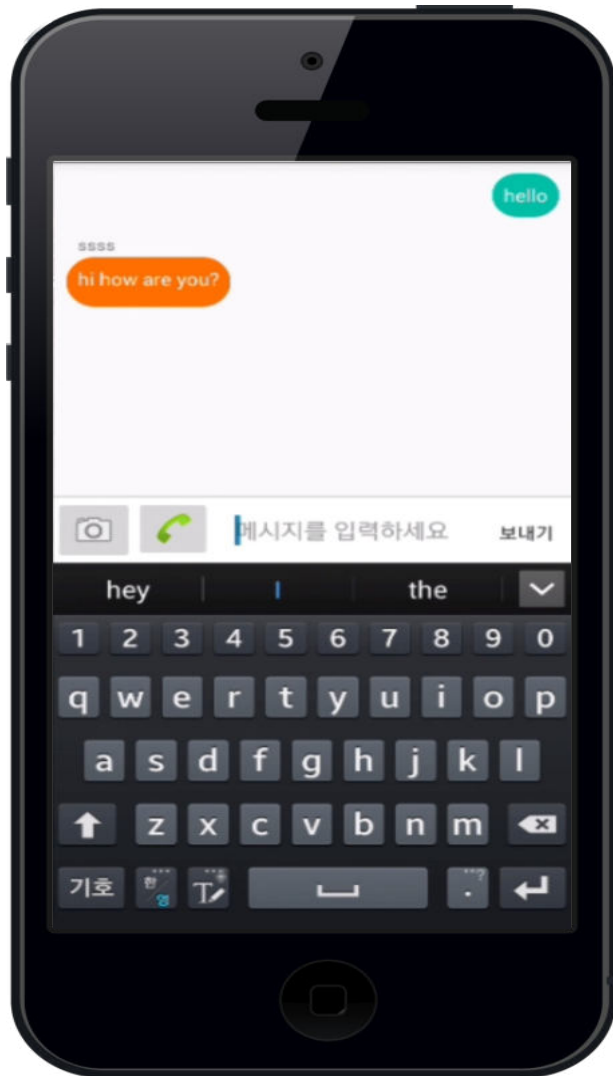 hello
ssss
hi how are you?
메시지를 입력하세요 보내기
hey I the
1 2 3 4 5 6 7 8 9 0
q w e r t y u i o p
a s d f g h j k l
z x c v b n m
기호 한/영 T . ...?